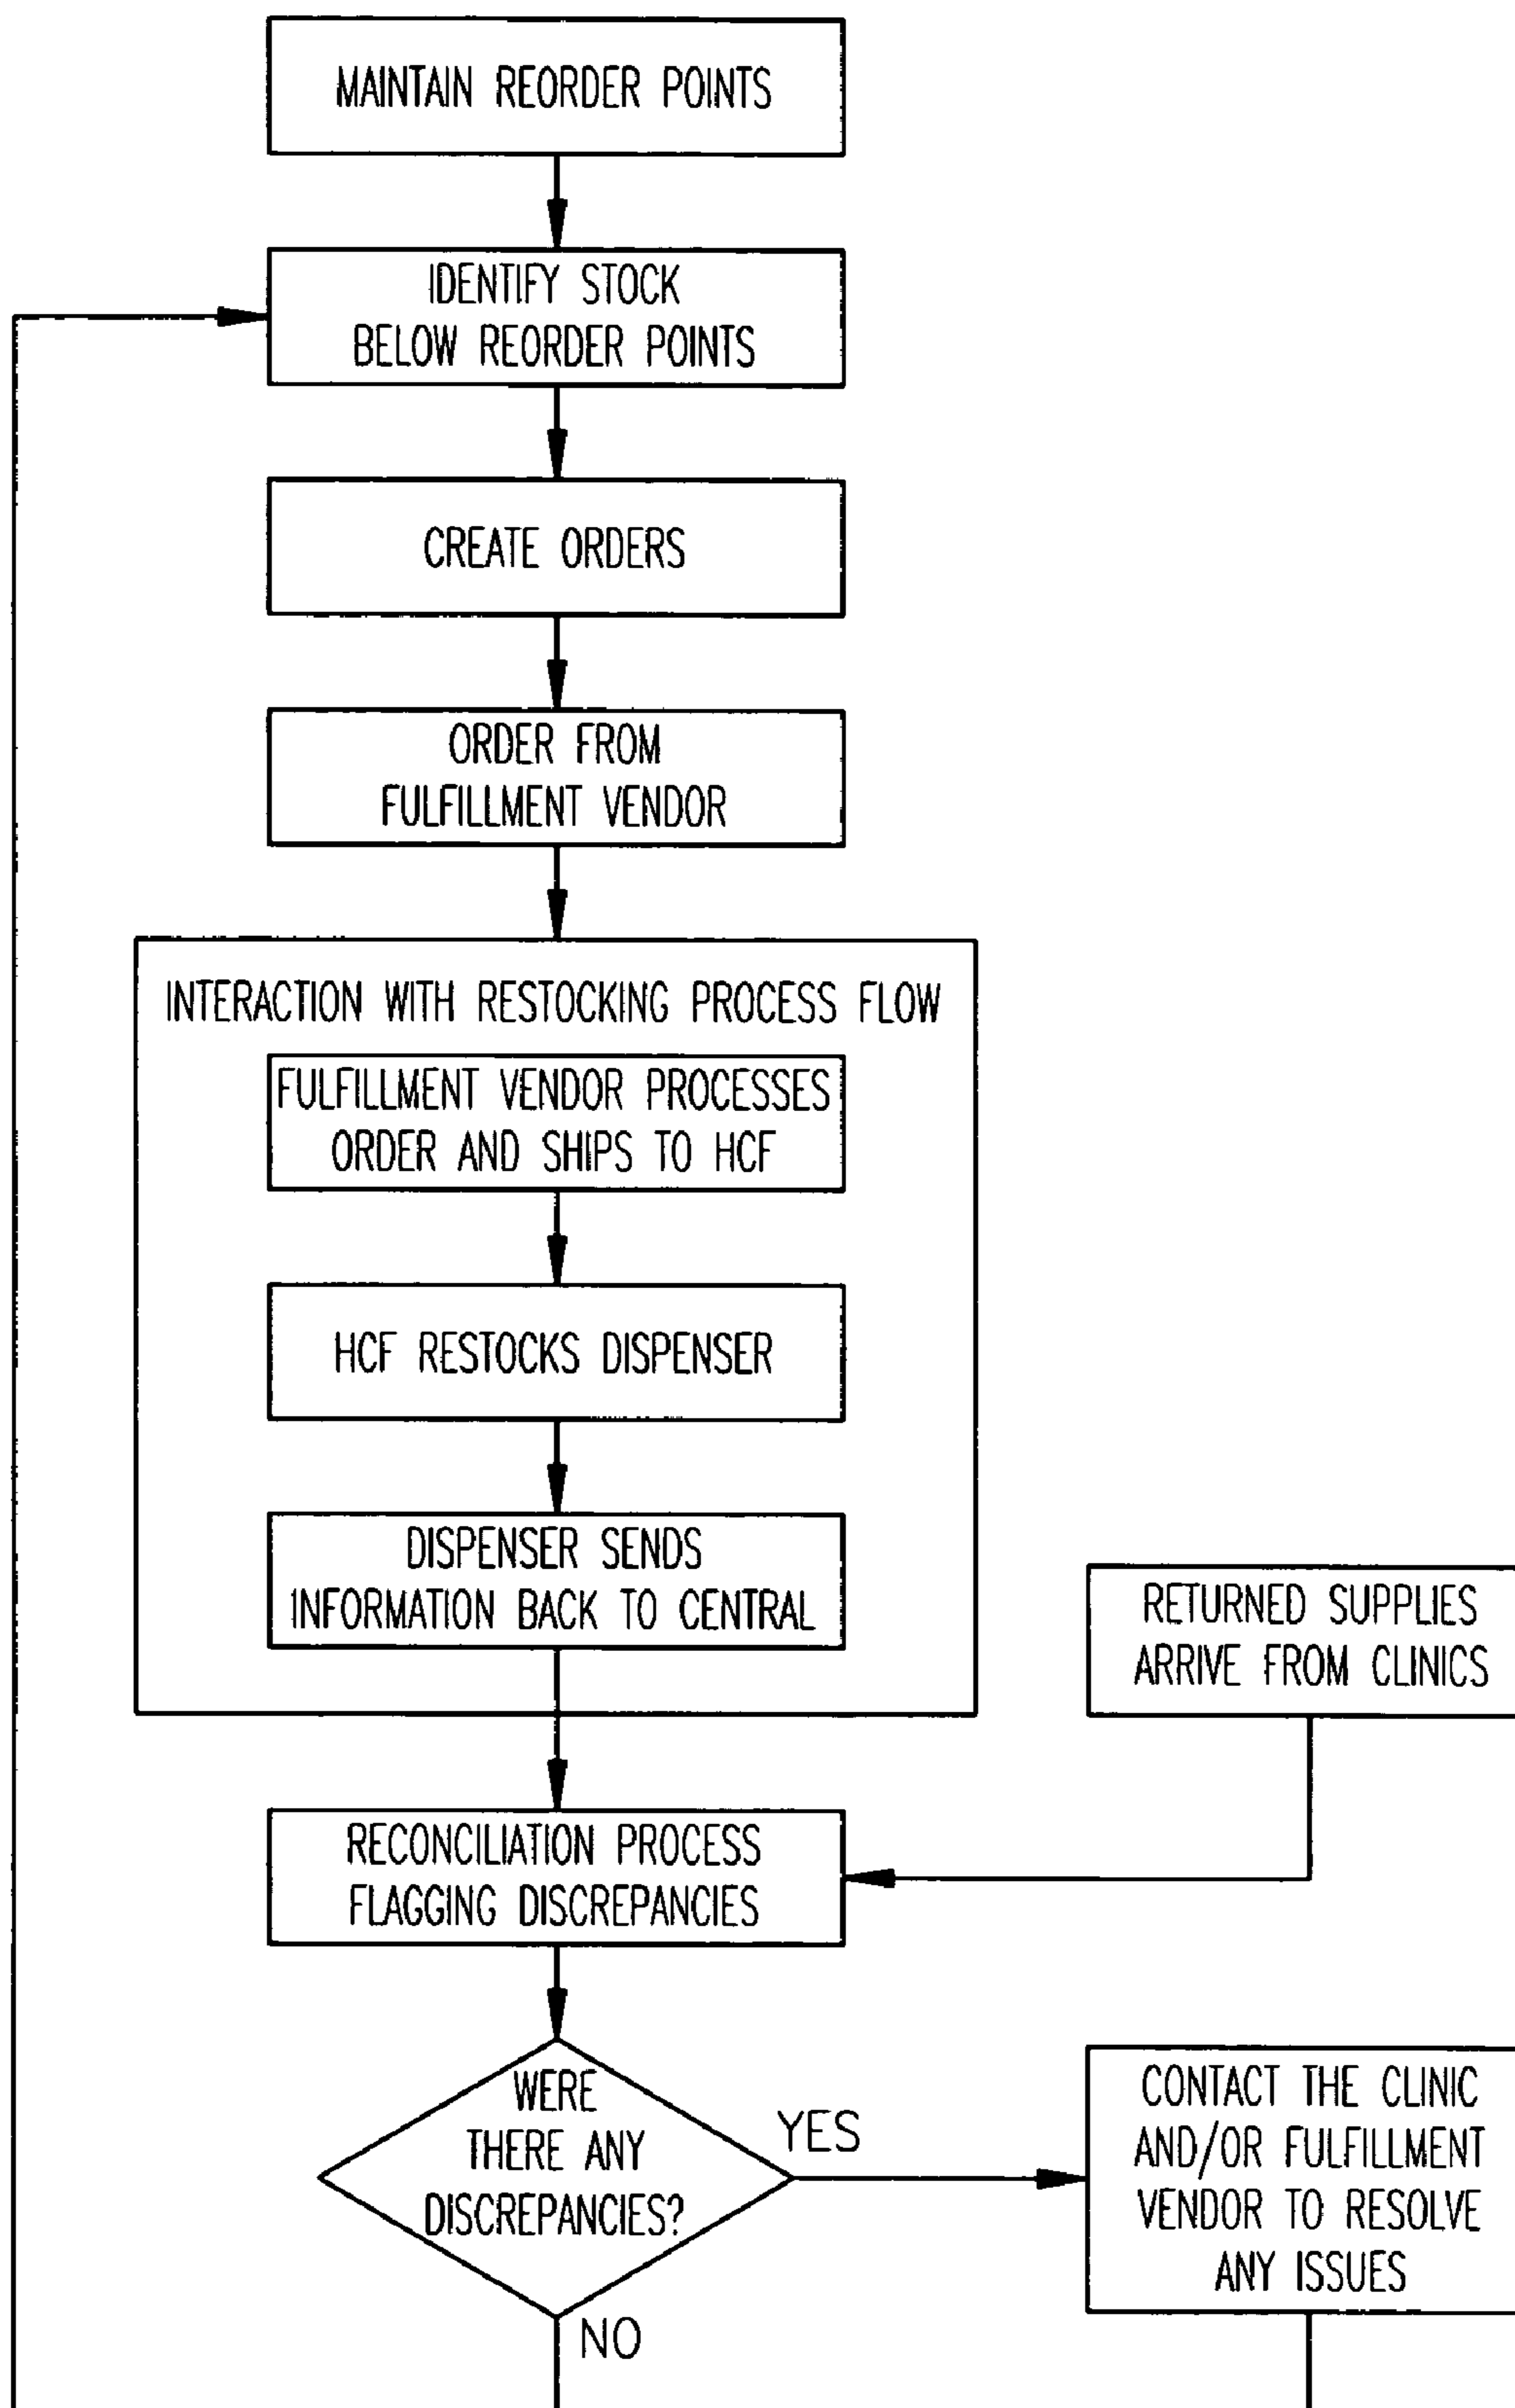 MAINTAIN REORDER POINTS
IDENTIFY STOCK
BELOW REORDER POINTS
CREATE ORDERS
ORDER FROM
FULFILLMENT VENDOR
INTERACTION WITH RESTOCKING PROCESS FLOW
FULFILLMENT VENDOR PROCESSES
ORDER AND SHIPS TO HCF
HCF RESTOCKS DISPENSER
DISPENSER SENDS
INFORMATION BACK TO CENTRAL
RETURNED SUPPLIES
ARRIVE FROM CLINICS
RECONCILIATION PROCESS
FLAGGING DISCREPANCIES
WERE
THERE ANY
DISCREPANCIES?
YES
CONTACT THE CLINIC
AND/OR FULFILLMENT
VENDOR TO RESOLVE
ANY ISSUES
NO